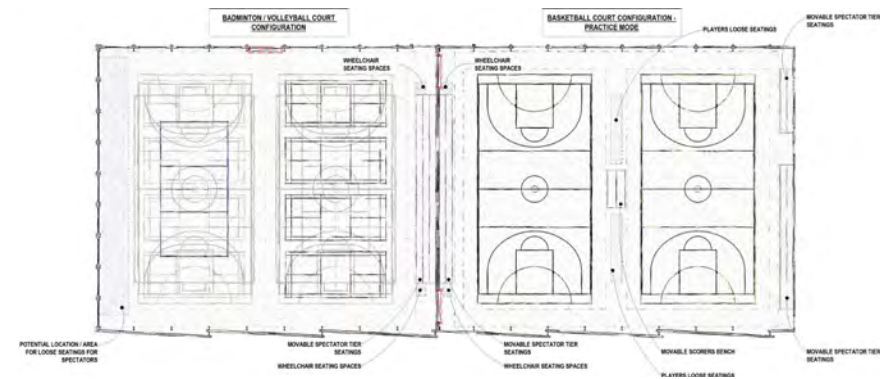 BADMINTON / VOLLEYBALL COURT
CONFIGURATION
BASKETBALL COURT CONFIGURATION -
PRACTICE MODE
MOVABLE SPECTATOR TIER
SEATINGS
PLAYERS LOOSE SEATINGS
WHEELCHAIR
SEATING SPACES
WHEELCHAIR
SEATING SPACES
POTENTIAL LOCATION / AREA
FOR LOOSE SEATINGS FOR
SPECTATORS
MOVABLE SPECTATOR TIER
SEATINGS
WHEELCHAIR SEATING SPACES
MOVABLE SPECTATOR TIER
SEATINGS
WHEELCHAIR SEATING SPACES
MOVABLE SCORERS BENCH
PLAYERS LOOSE SEATINGS
MOVABLE SPECTATOR TIER
SEATINGS